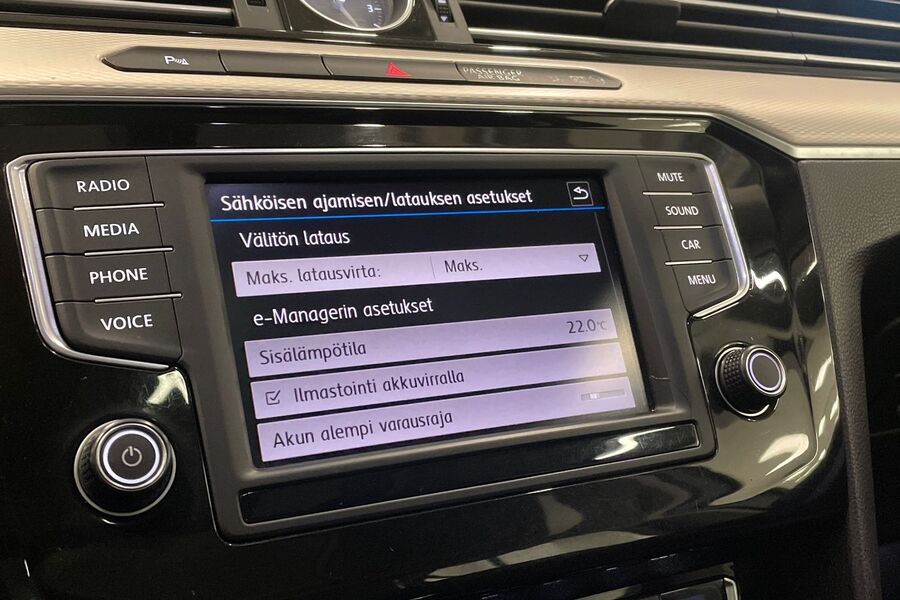 3
P
PASSENGER
AIR BAG
RADIO
MEDIA
PHONE
VOICE
Sähköisen ajamisen/latauksen asetukset
Välitön lataus
Maks. latausvirta: Maks.
e-Managerin asetukset
Sisälämpötila 22.0°C
Ilmastointi akkuvirralla
Akun alempi varausraja
MUTE
SOUND
CAR
MENU